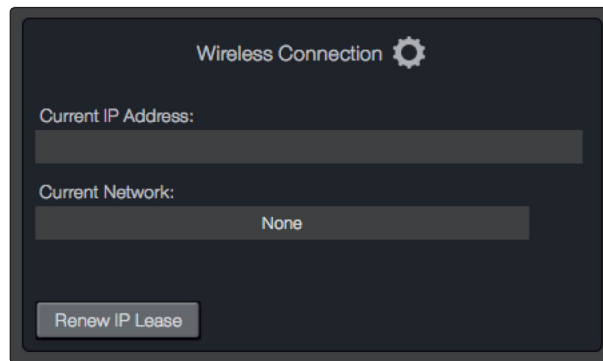 Wireless Connection
Current IP Address:
Current Network:
None
Renew IP Lease